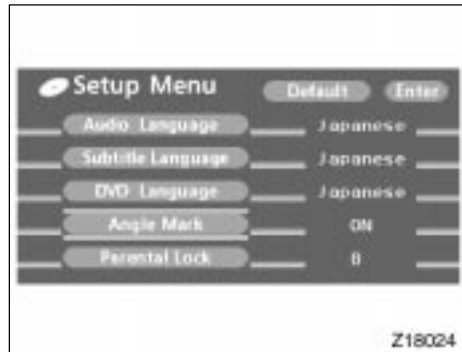 Setup Menu Default Enter
Audio Language Japanese
Subtitle Language Japanese
DVD Language Japanese
Angle Mark ON
Parental Lock 8
Z18024